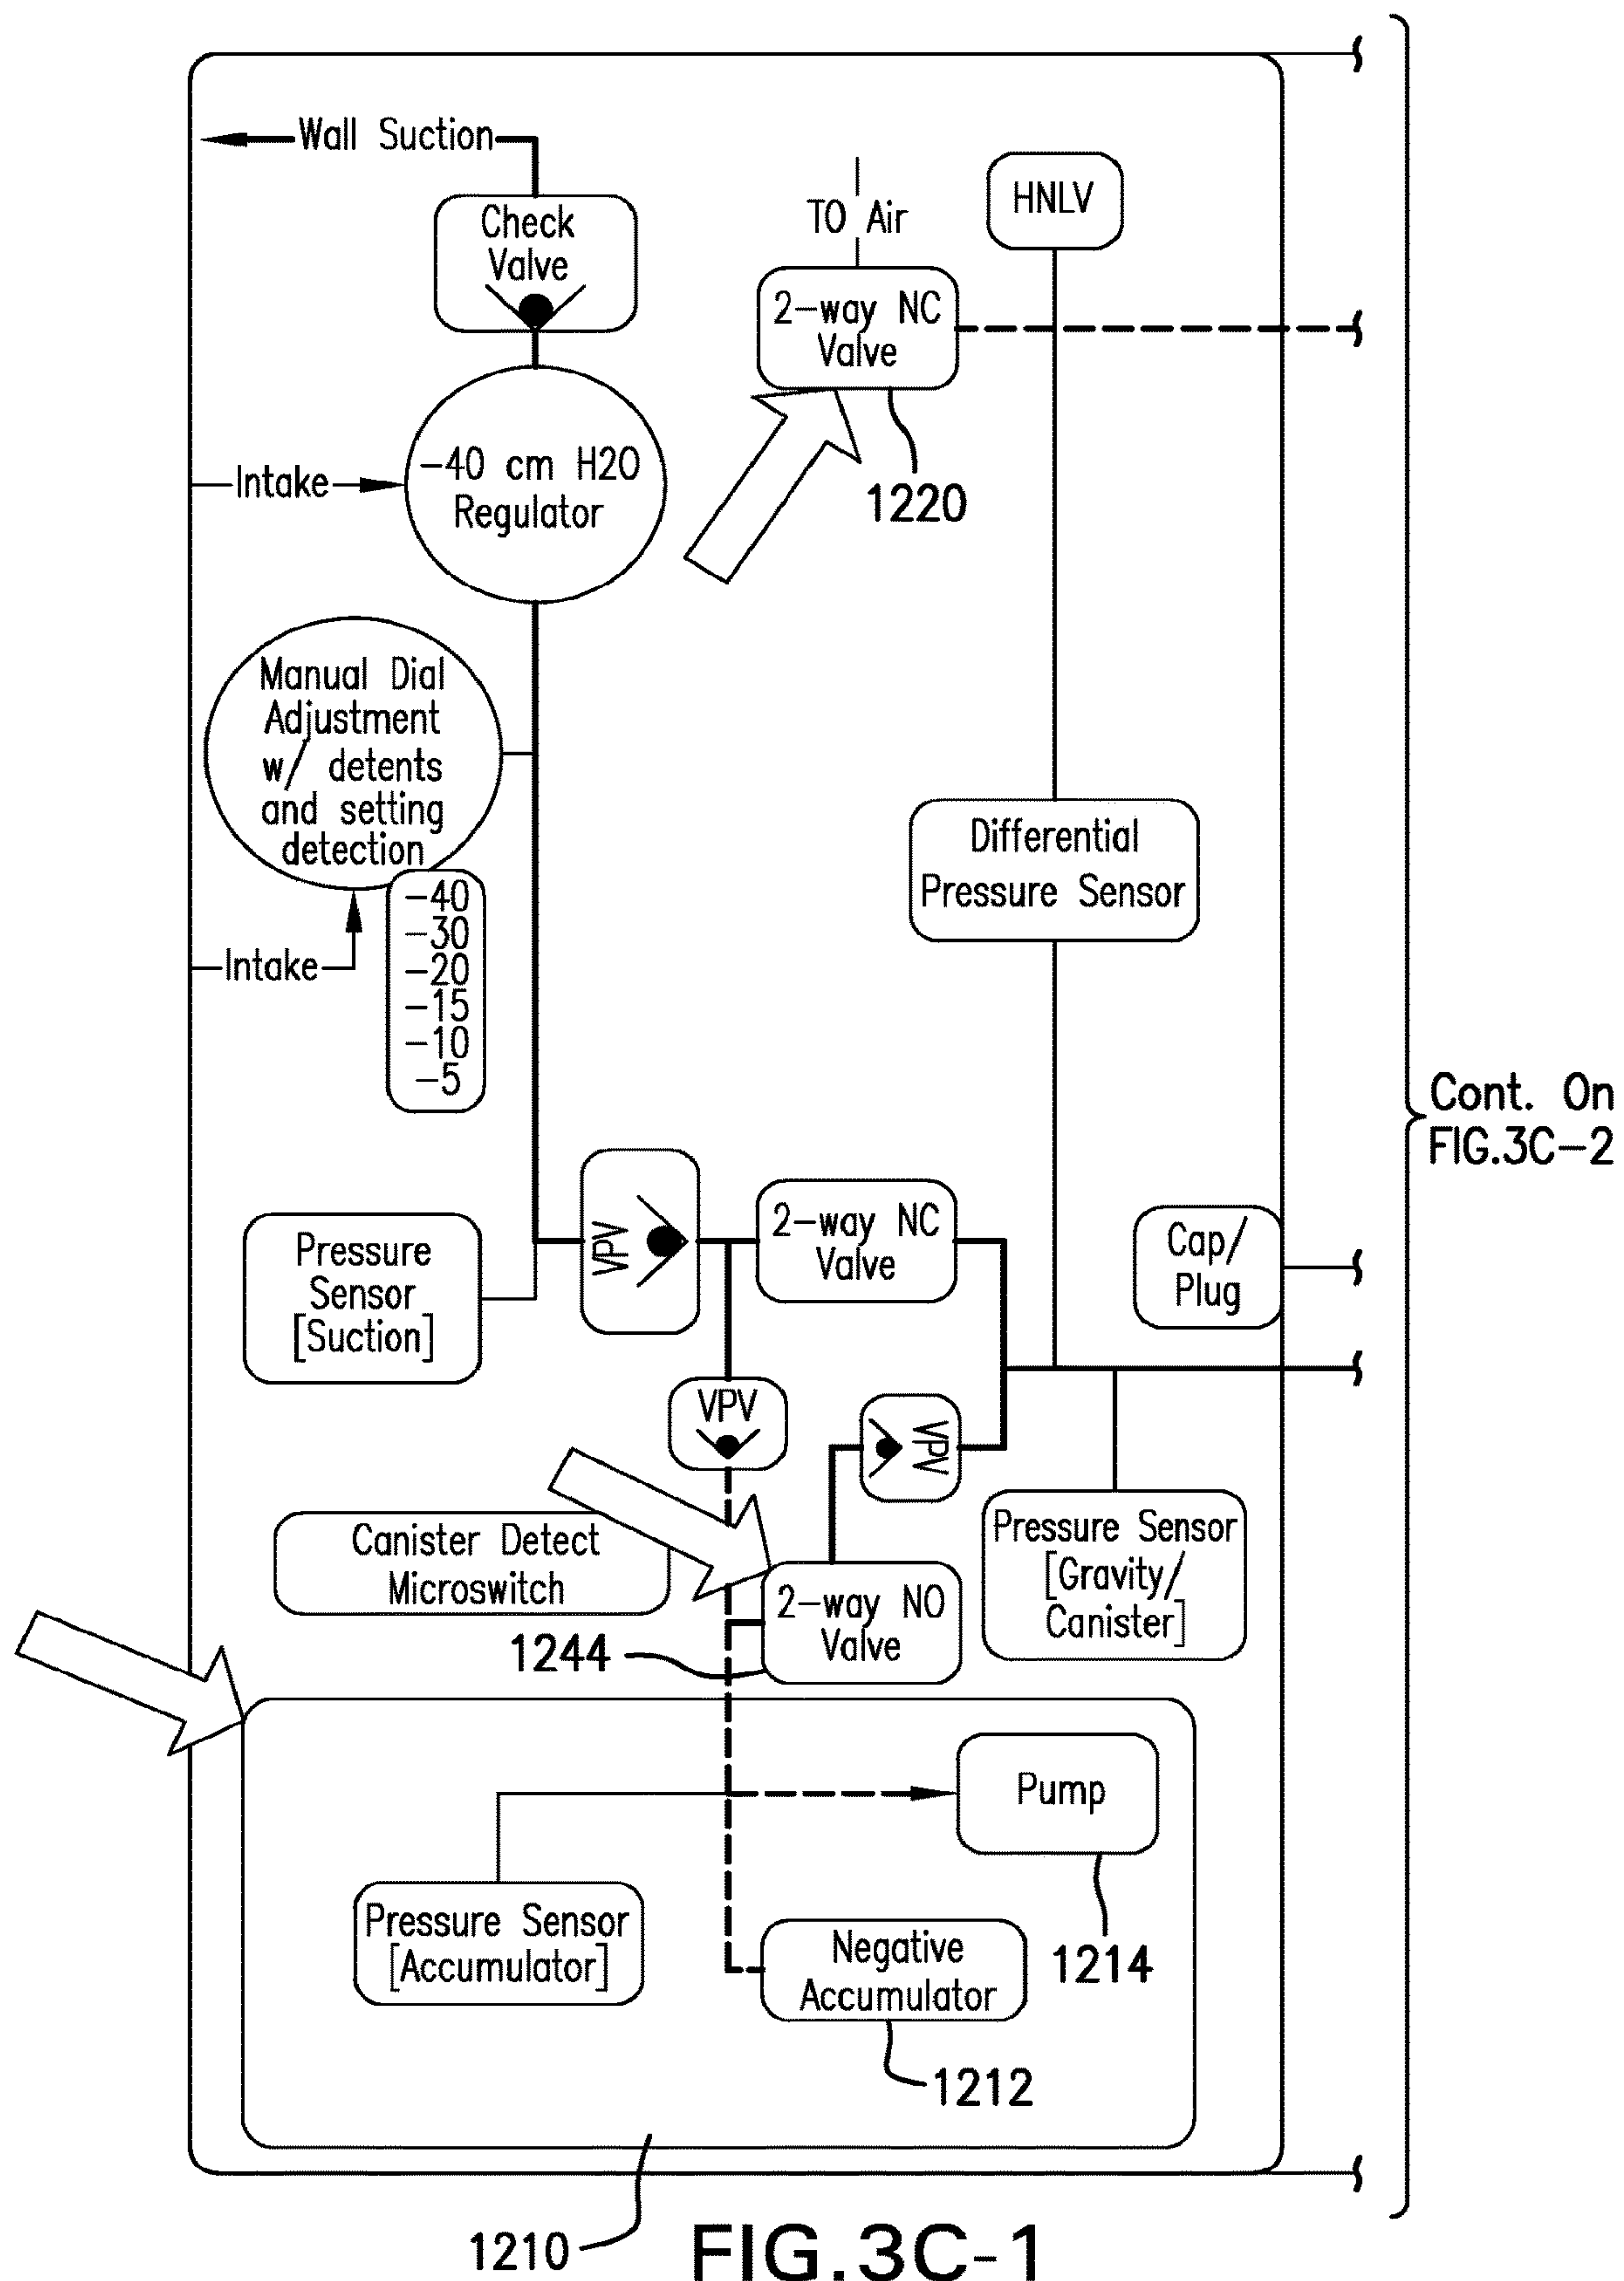 Wall Suction
Check
Valve
TO Air
HNLV
2-way NC
Valve
1220
Intake
-40 cm H2O
Regulator
Manual Dial
Adjustment
w/ detents
and setting
detection
Intake
-40
-30
-20
-15
-10
-5
Differential
Pressure Sensor
Cont. On
FIG.3C-2
Pressure
Sensor
[Suction]
VPV
2-way NC
Valve
Cap/
Plug
VPV
VPV
Canister Detect
Microswitch
2-way NO
Valve
1244
Pressure Sensor
[Gravity/
Canister]
Pump
1214
Pressure Sensor
[Accumulator]
Negative
Accumulator
1212
1210
FIG.3C-1